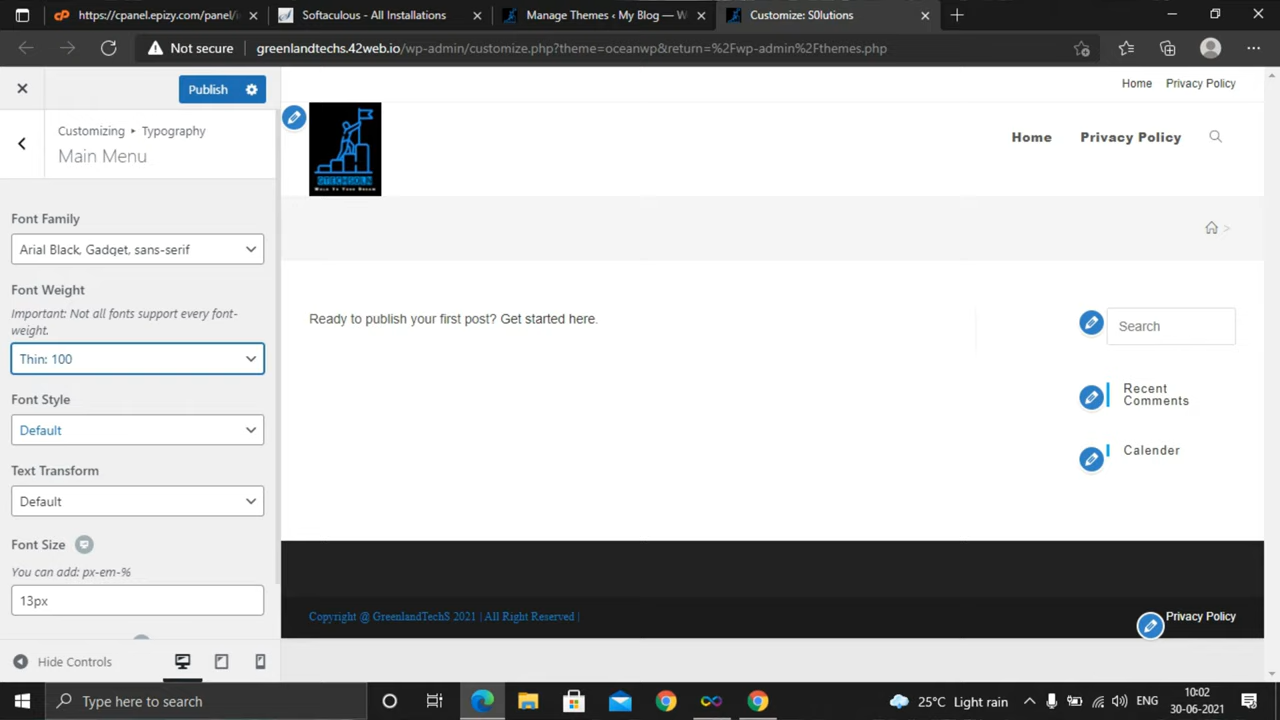 https://cpanel.epizy.com/panel/i
Softaculous - All Installations
Manage Themes ‹ My Blog — W
Customize: S0lutions
Not secure
greenlandtechs.42web.io/wp-admin/customize.php?theme=oceanwp&return=%2Fwp-admin%2Fthemes.php
Publish
Home Privacy Policy
Customizing ▸ Typography
Main Menu
Home Privacy Policy
Font Family
Arial Black, Gadget, sans-serif
Font Weight
Important: Not all fonts support every font-
weight.
Thin: 100
Font Style
Default
Text Transform
Default
Font Size
You can add: px-em-%
13px
Hide Controls
>
Ready to publish your first post? Get started here.
Search
Recent
Comments
Calender
Copyright @ GreenlandTechS 2021 | All Right Reserved |
Privacy Policy
Type here to search
25°C Light rain
ENG
10:02
30-06-2021